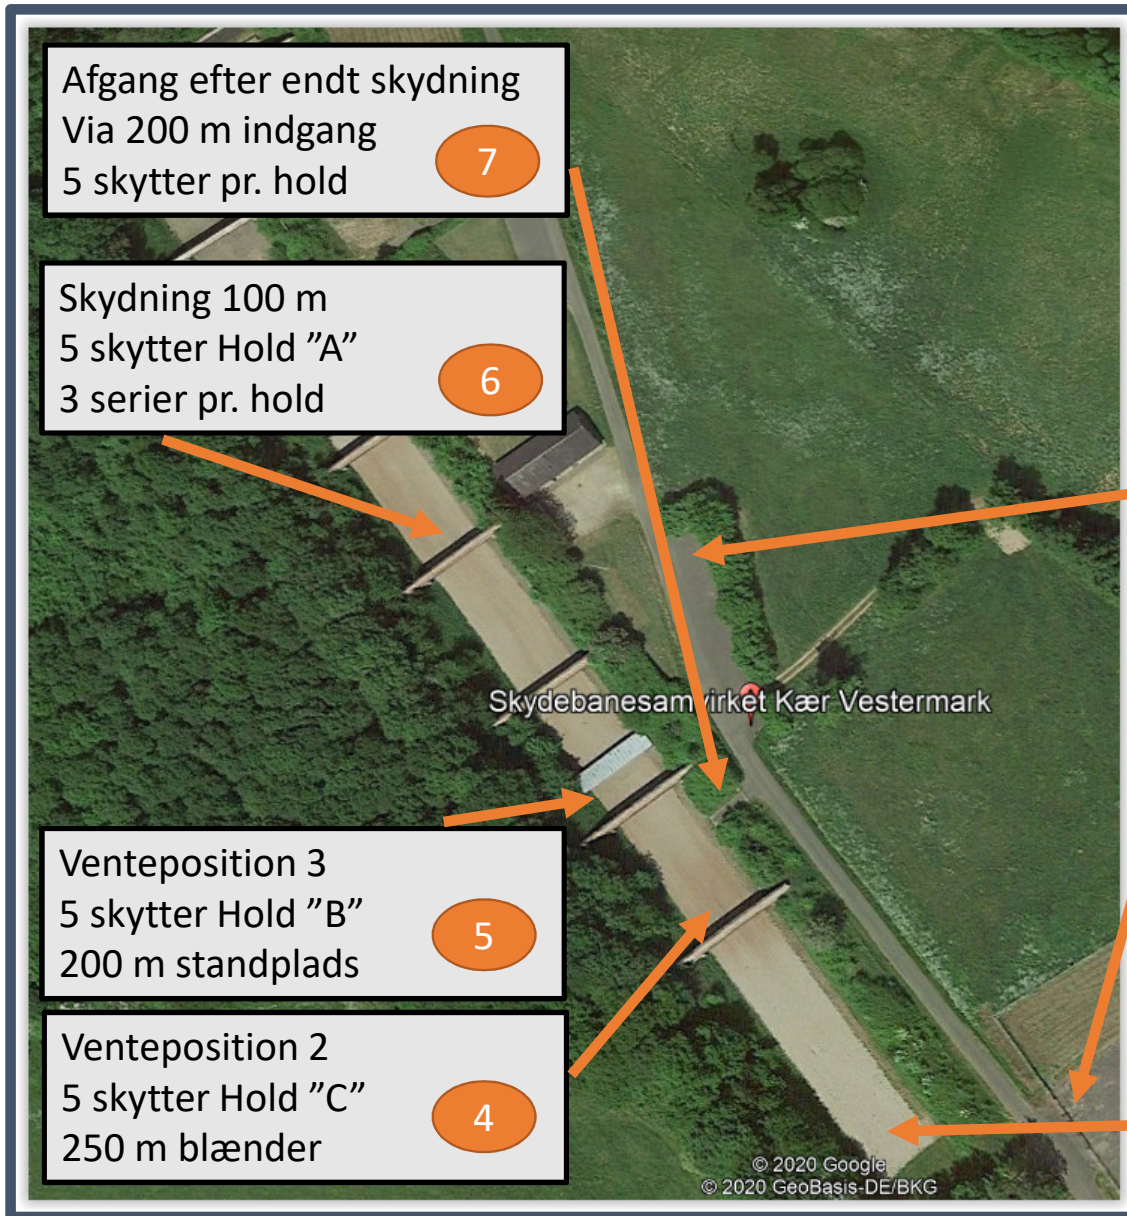 Afgang efter endt skydning
Via 200 m indgang
5 skytter pr. hold
7
Skydning 100 m
5 skytter Hold ”A”
3 serier pr. hold
6
Skydebanesamvirket Kær Vestermark
Venteposition 3
5 skytter Hold ”B”
200 m standplads
5
Venteposition 2
5 skytter Hold ”C”
250 m blænder
4
© 2020 Google
© 2020 GeoBasis-DE/BKG